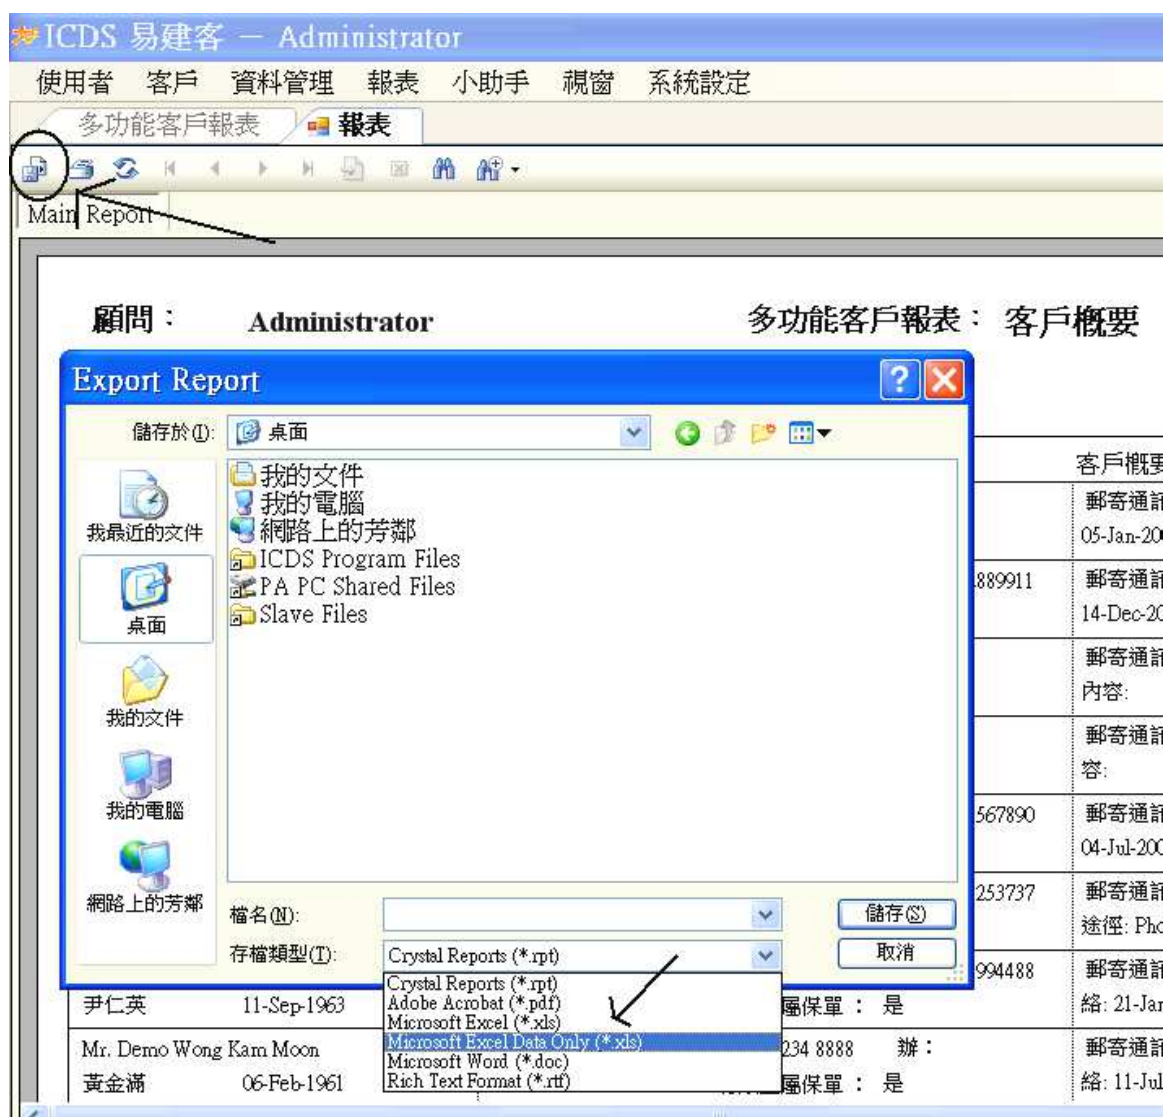 ICDS 易建客 － Administrator
使用者 客戶 資料管理 報表 小助手 視窗 系統設定
多功能客戶報表 報表
Main Report
顧問： Administrator 多功能客戶報表： 客戶概要
Export Report
儲存於(I): 桌面
客戶概要
我的文件
我的電腦
網路上的芳鄰
ICDS Program Files
PA PC Shared Files
Slave Files
我最近的文件
桌面
我的文件
我的電腦
網路上的芳鄰
郵寄通訊
05-Jan-200
889911 郵寄通訊
14-Dec-20
郵寄通訊
內容:
郵寄通訊
容:
567890 郵寄通訊
04-Jul-200
253737 郵寄通訊
途徑: Pho
994488 郵寄通訊
檔名(N): 儲存(S)
存檔類型(T): Crystal Reports (*.rpt) 取消
Crystal Reports (*.rpt)
Adobe Acrobat (*.pdf)
Microsoft Excel (*.xls)
Microsoft Excel Data Only (*.xls)
Microsoft Word (*.doc)
Rich Text Format (*.rtf)
尹仁英 11-Sep-1963 屬保單： 是 絡: 21-Jan
Mr. Demo Wong Kam Moon 234 8888 辦： 郵寄通訊
黃金滿 06-Feb-1961 屬保單： 是 絡: 11-Jul